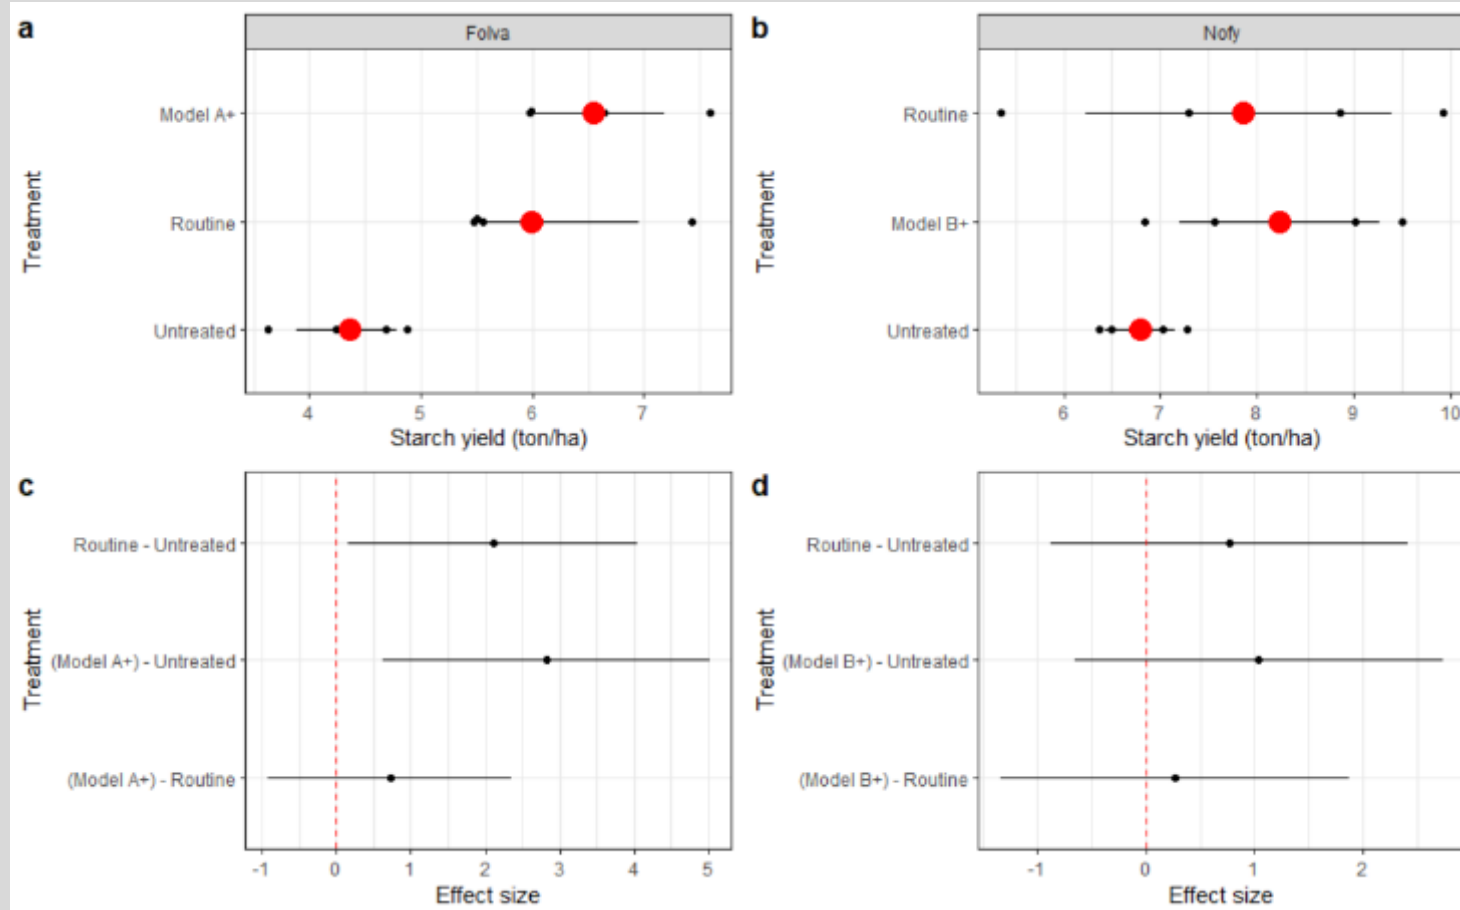 a
Folva
Treatment
Model A+
Routine
Untreated
4 5 6 7
Starch yield (ton/ha)
b
Nofy
Treatment
Routine
Model B+
Untreated
6 7 8 9 10
Starch yield (ton/ha)
c
Treatment
Routine - Untreated
(Model A+) - Untreated
(Model A+) - Routine
-1 0 1 2 3 4 5
Effect size
d
Treatment
Routine - Untreated
(Model B+) - Untreated
(Model B+) - Routine
-1 0 1 2
Effect size